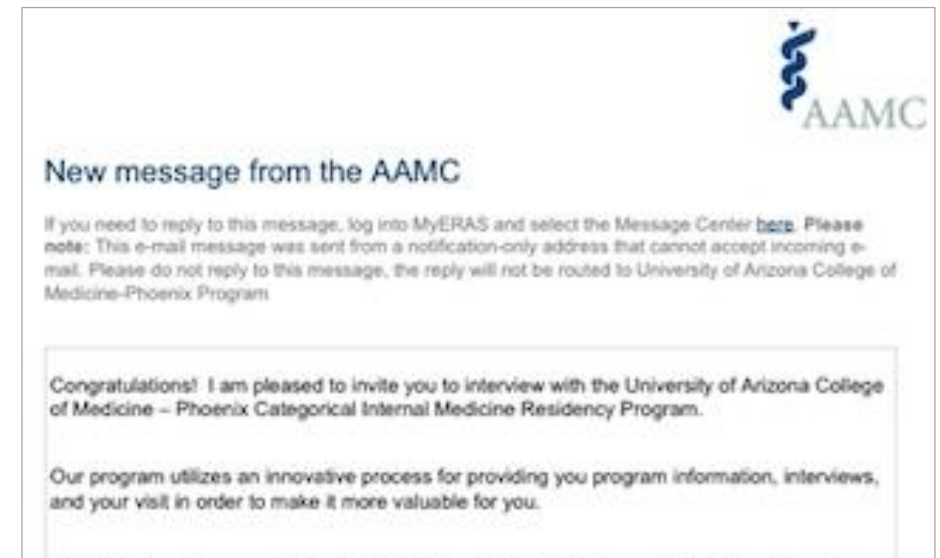 AAMC
New message from the AAMC
If you need to reply to this message, log into MyERAS and select the Message Center here. Please
note: This e-mail message was sent from a notification-only address that cannot accept incoming e-
mail. Please do not reply to this message, the reply will not be routed to University of Arizona College of
Medicine-Phoenix Program
Congratulations! I am pleased to invite you to interview with the University of Arizona College
of Medicine – Phoenix Categorical Internal Medicine Residency Program.
Our program utilizes an innovative process for providing you program information, interviews,
and your visit in order to make it more valuable for you.